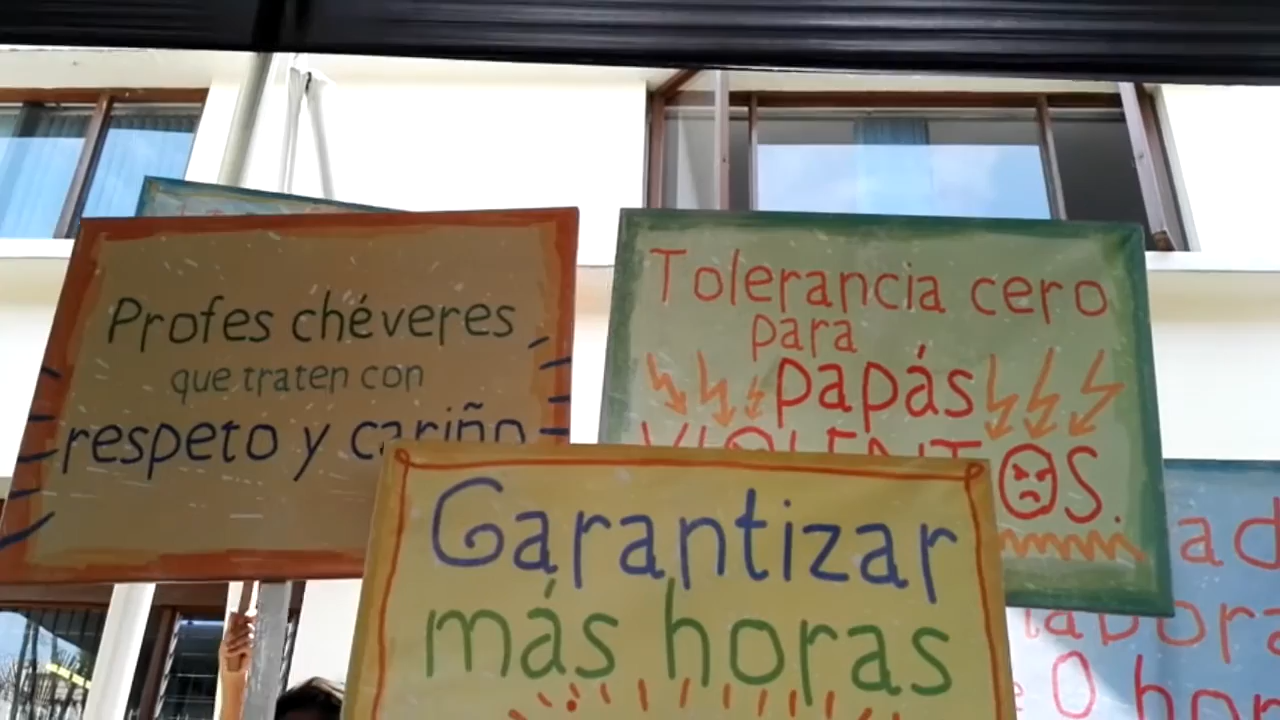 Profes chéveres
que traten con
respeto y cariño
Tolerancia cero
para
papás
VIOLENTOS.
Garantizar
más horas